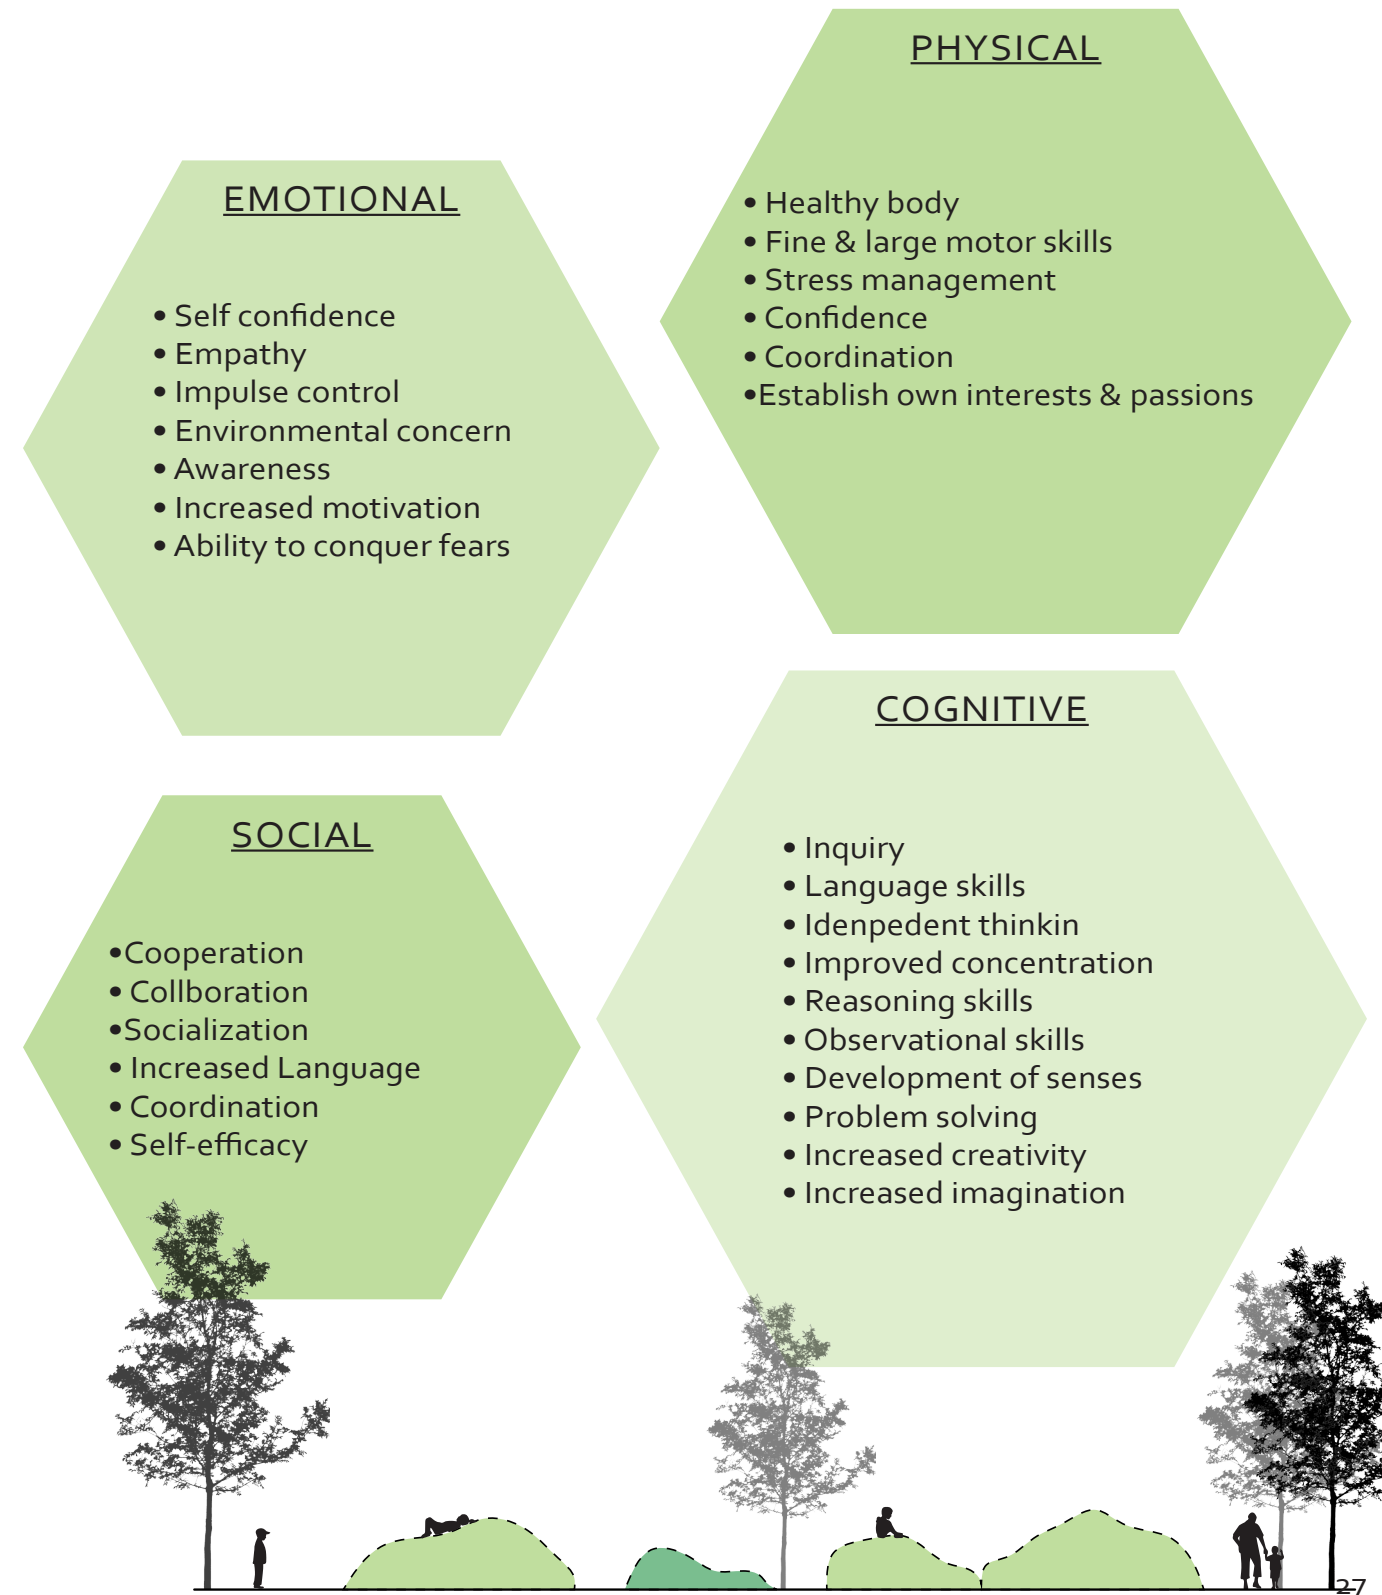 PHYSICAL
• Healthy body
• Fine & large motor skills
• Stress management
• Confidence
• Coordination
•Establish own interests & passions
EMOTIONAL
• Self confidence
• Empathy
• Impulse control
• Environmental concern
• Awareness
• Increased motivation
• Ability to conquer fears
COGNITIVE
• Inquiry
• Language skills
• Idenpedent thinkin
• Improved concentration
• Reasoning skills
• Observational skills
• Development of senses
• Problem solving
• Increased creativity
• Increased imagination
SOCIAL
•Cooperation
• Collboration
•Socialization
• Increased Language
• Coordination
• Self-efficacy
27